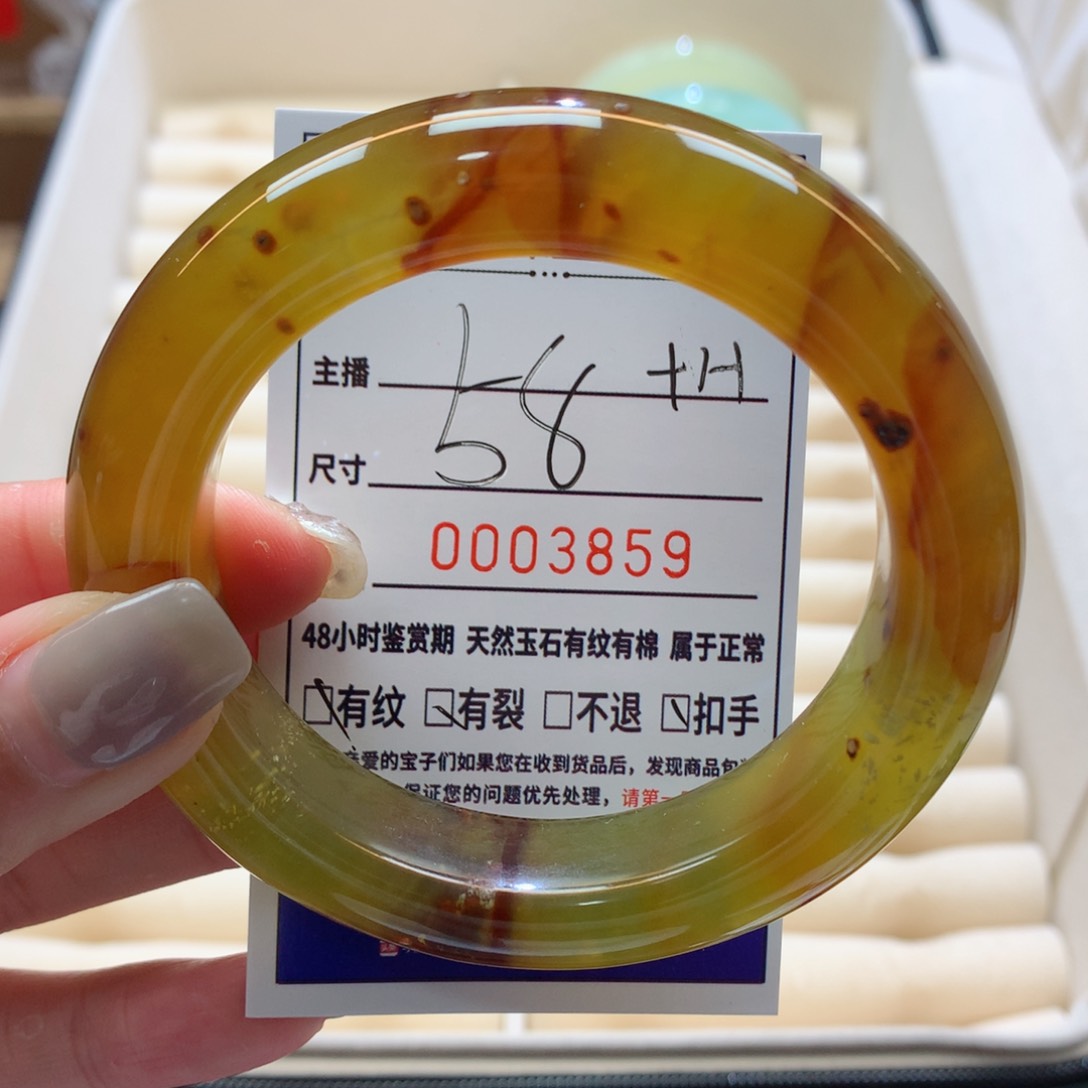 主播
58 +H
尺寸
0003859
48小时鉴赏期 天然玉石有纹有棉 属于正常
☑有纹 ☑有裂 ☐不退 ☑扣手
亲爱的宝子们如果您在收到货品后，发现商品包
保证您的问题优先处理，请第一